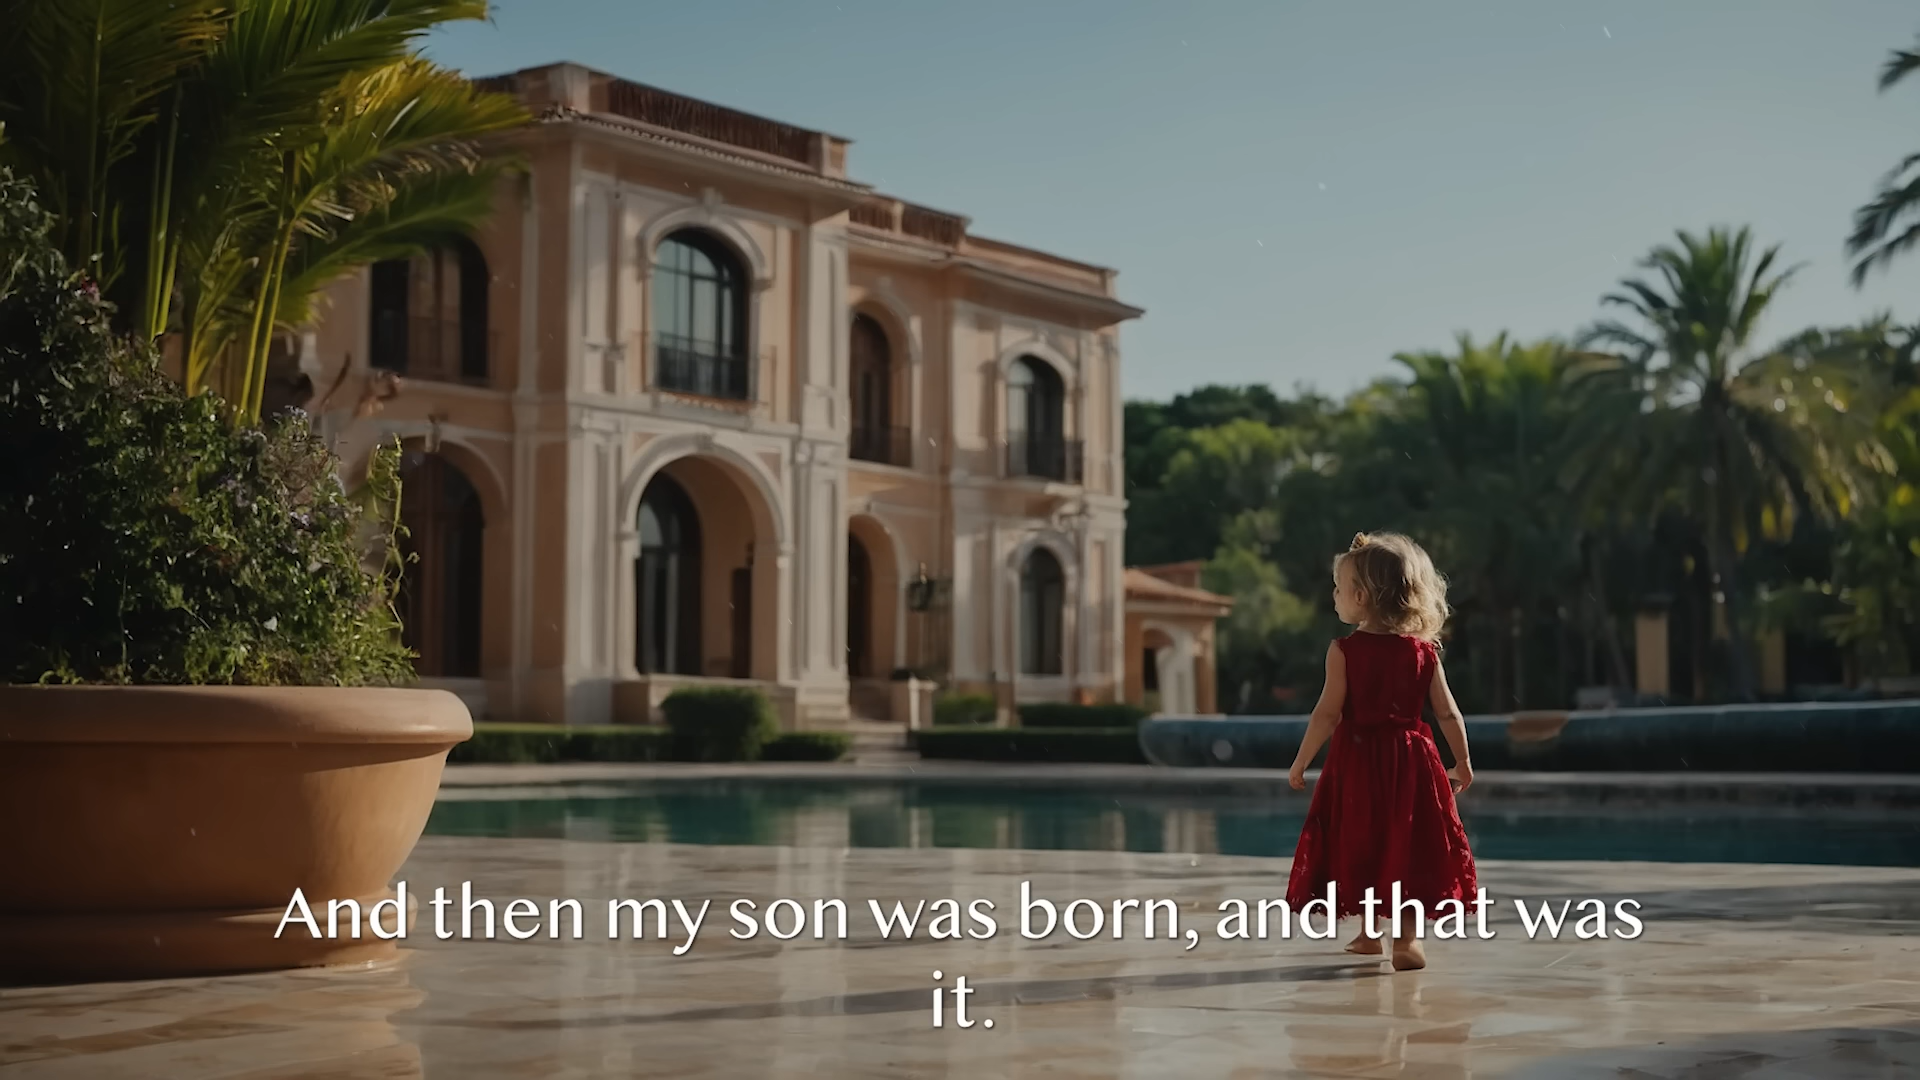 And then my son was born, and that was
it.